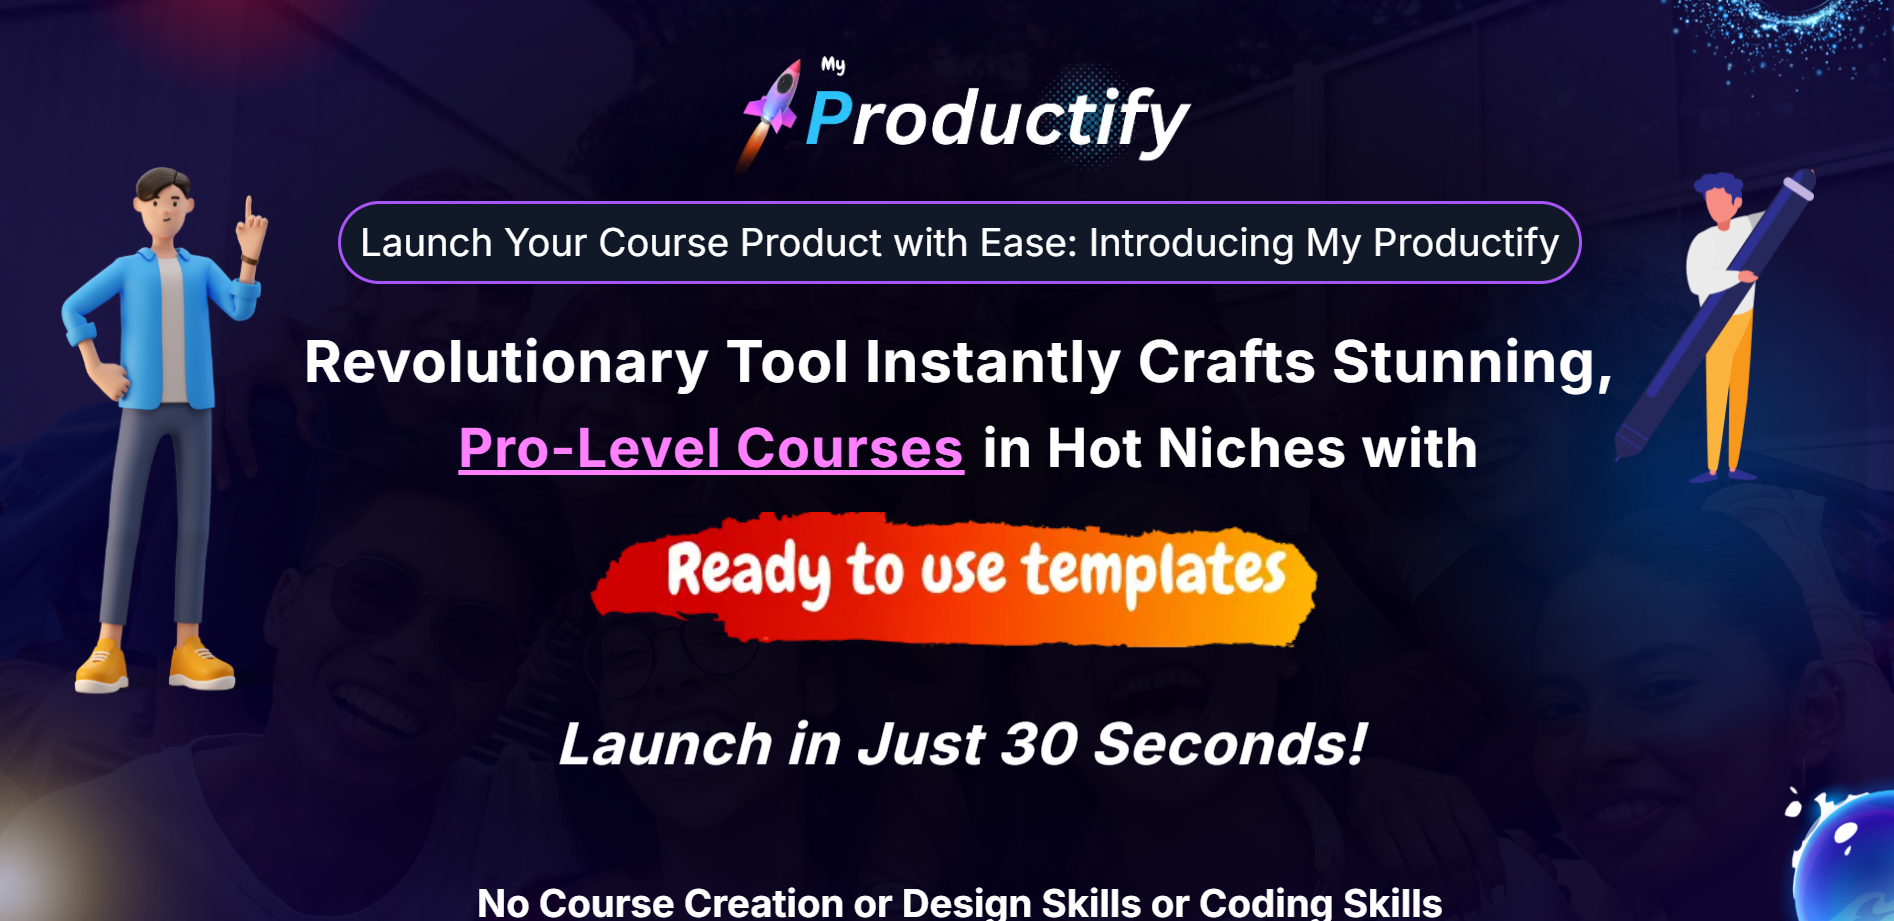 My
Productify
Launch Your Course Product with Ease: Introducing My Productify
Revolutionary Tool Instantly Crafts Stunning,
Pro-Level Courses in Hot Niches with
Ready to use templates
Launch in Just 30 Seconds!
No Course Creation or Design Skills or Coding Skills